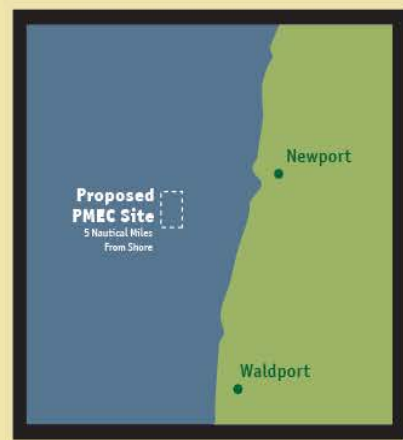 Newport
Proposed
PMEC Site
5 Nautical Miles
From Shore
Waldport